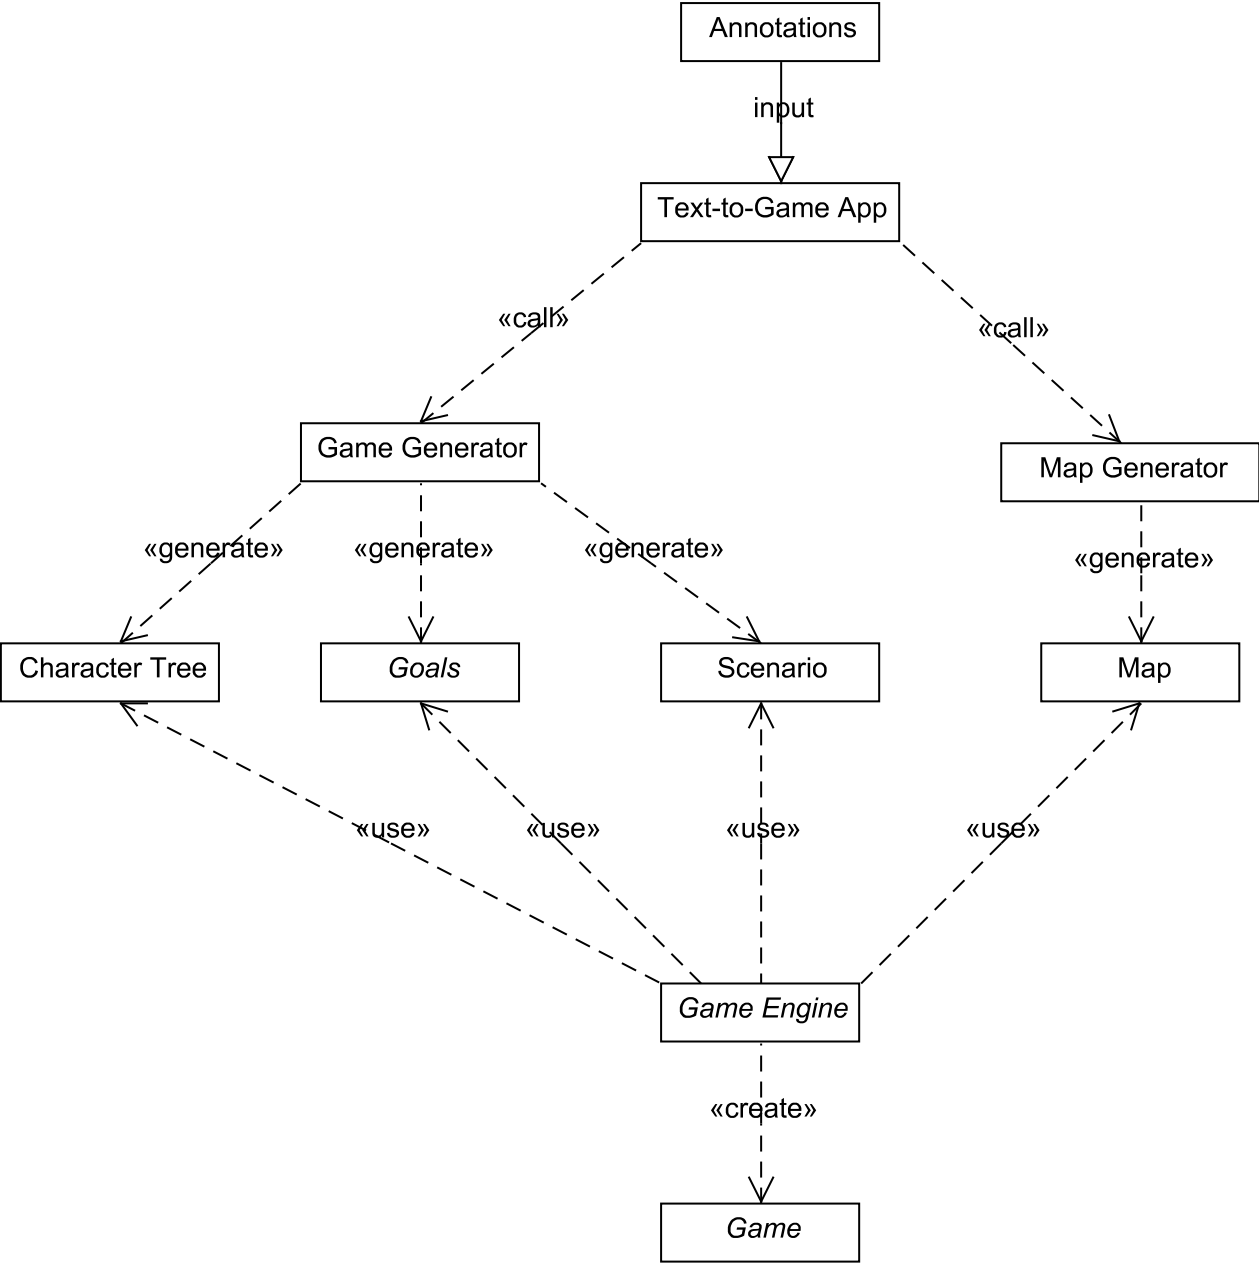 Annotations
input
Text-to-Game App
«call»
«call»
Game Generator
Map Generator
«generate»
«generate»
«generate»
«generate»
Character Tree
Goals
Scenario
Map
«use»
«use»
«use»
«use»
Game Engine
«create»
Game